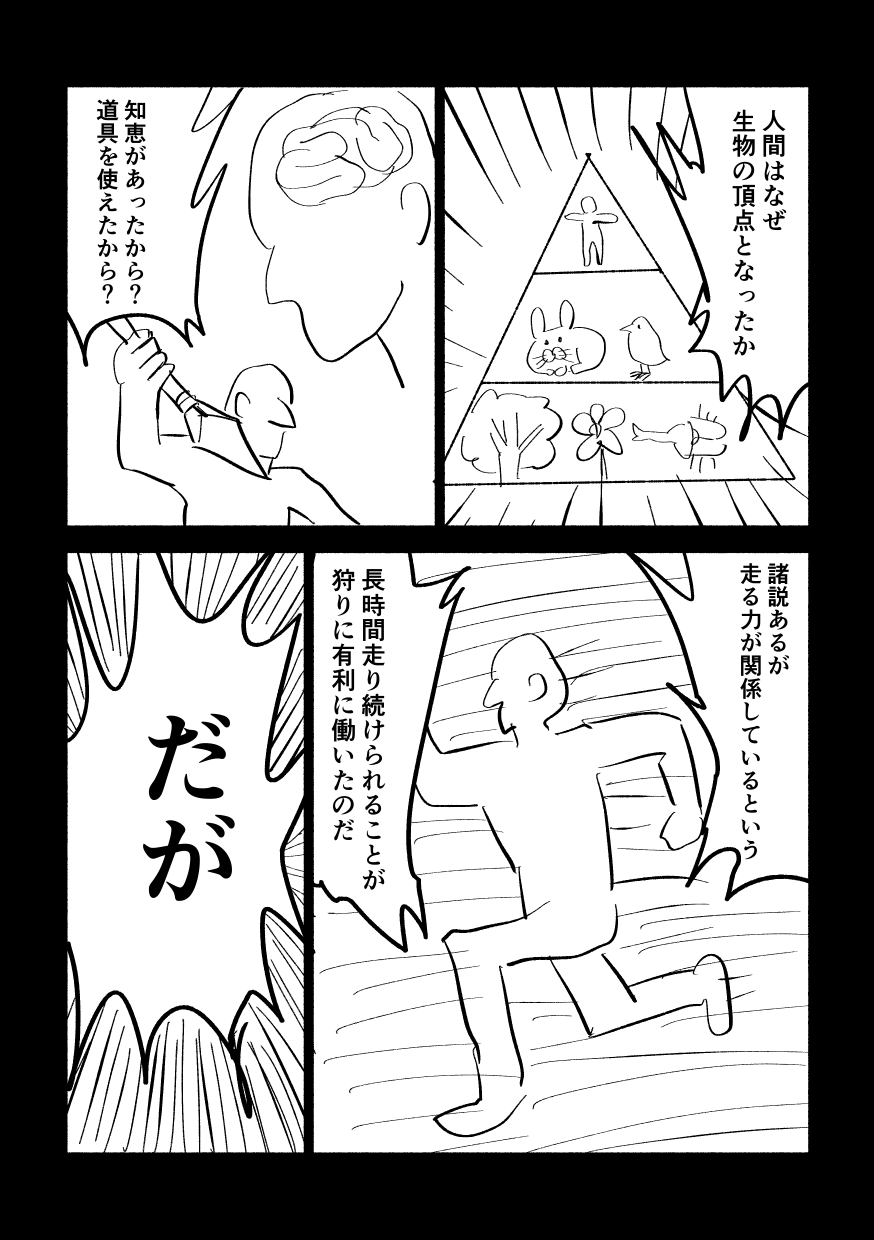 人間はなぜ
生物の頂点となったか
知恵があったから？
道具を使えたから？
諸説あるが
走る力が関係しているという
長時間走り続けられることが
狩りに有利に働いたのだ
だが